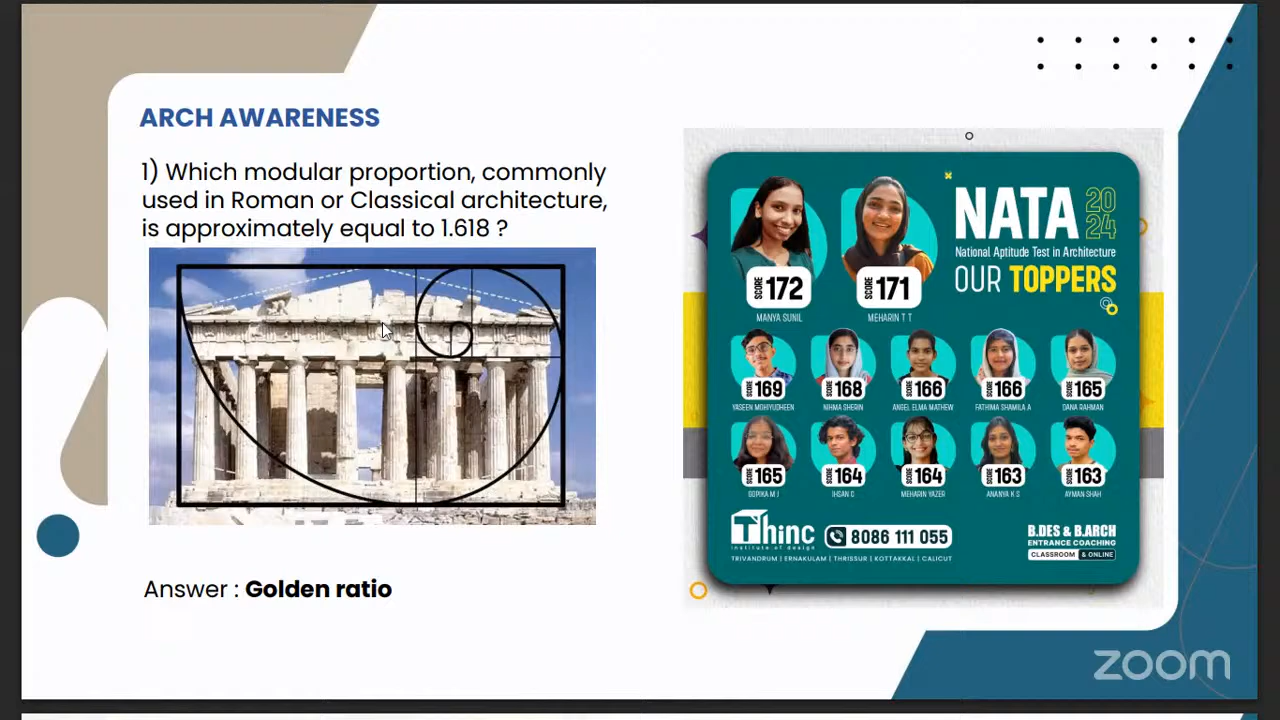 ARCH AWARENESS
1) Which modular proportion, commonly
used in Roman or Classical architecture,
is approximately equal to 1.618 ?
Answer : Golden ratio
NATA 2024
National Aptitude Test in Architecture
OUR TOPPERS
SCORE 172
MANYA SUNIL
SCORE 171
MEHARIN T T
SCORE 169
YASEEN MOHIYUDHEEN
SCORE 168
NIHMA SHERIN
SCORE 166
ANGEL ELMA MATHEW
SCORE 166
FATHIMA SHAMILA A
SCORE 165
DANA RAHMAN
SCORE 165
GOPIKA M J
SCORE 164
IHSAN G
SCORE 164
MEHARIN YAZER
SCORE 163
ANANYA K S
SCORE 163
AYMAN SHAH
Thinc
institute of design
8086 111 055
TRIVANDRUM | ERNAKULAM | THRISSUR | KOTTAKKAL | CALICUT
B.DES & B.ARCH
ENTRANCE COACHING
CLASSROOM & ONLINE
zoom